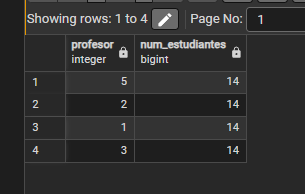 Showing rows: 1 to 4 Page No: 1
profesor num_estudiantes
integer bigint
1 5 14
2 2 14
3 1 14
4 3 14